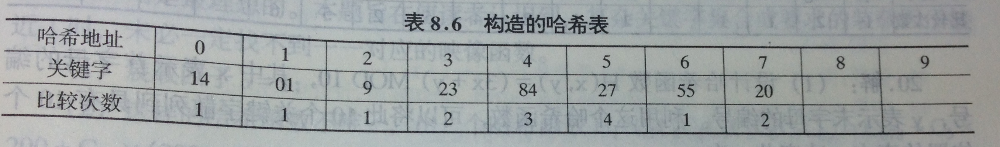 表 8.6 构造的哈希表
哈希地址 0 1 2 3 4 5 6 7 8 9
关键字 14 01 9 23 84 27 55 20
比较次数 1 1 1 2 3 4 1 2